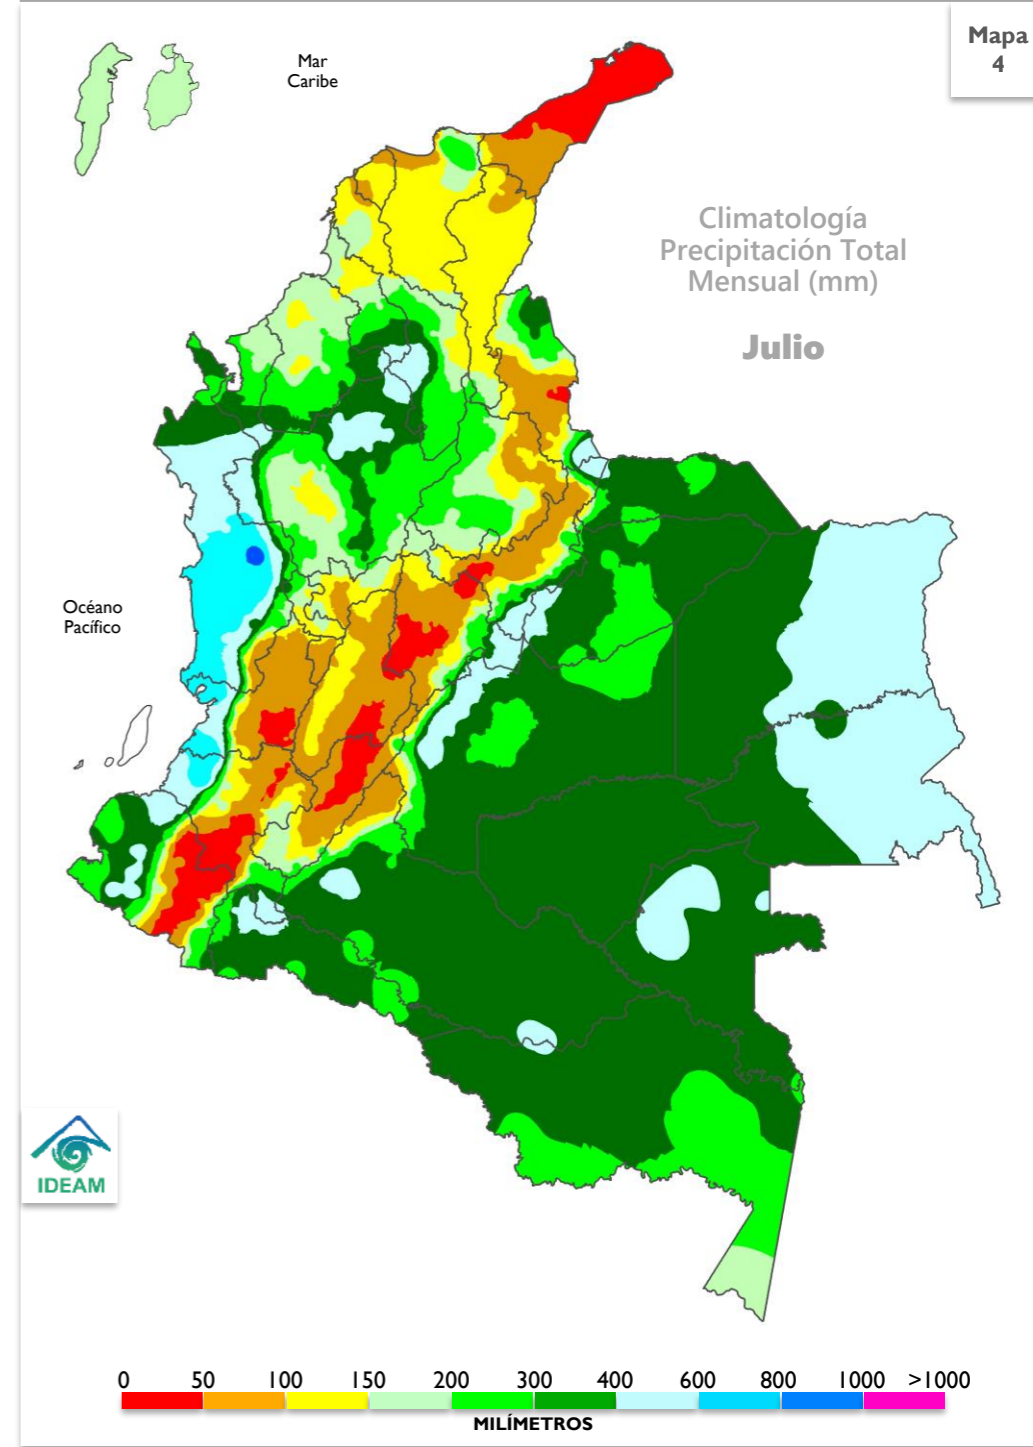 Mapa
4
Mar
Caribe
Climatología
Precipitación Total
Mensual (mm)
Julio
Océano
Pacífico
IDEAM
0 50 100 150 200 300 400 600 800 1000 >1000
MILÍMETROS